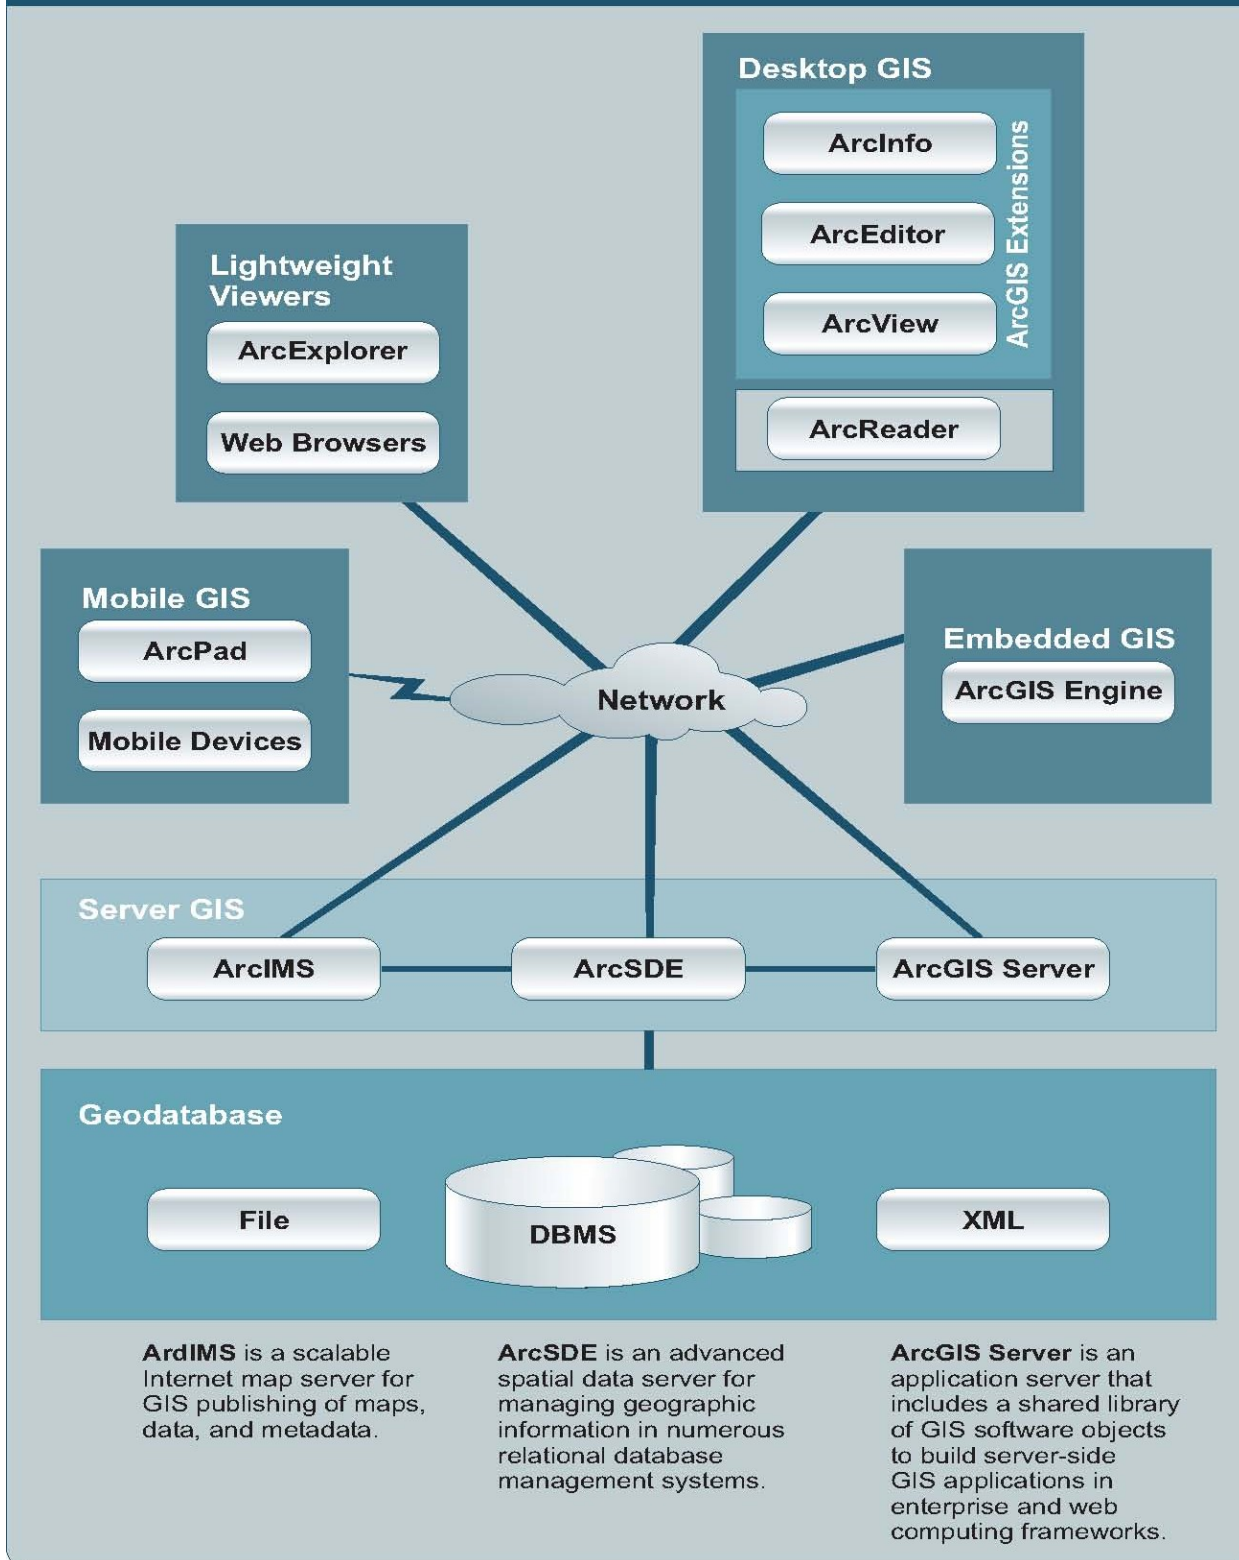 Desktop GIS
ArcInfo
ArcEditor
ArcView
ArcGIS Extensions
ArcReader
Lightweight
Viewers
ArcExplorer
Web Browsers
Mobile GIS
ArcPad
Mobile Devices
Network
Embedded GIS
ArcGIS Engine
Server GIS
ArcIMS
ArcSDE
ArcGIS Server
Geodatabase
File
DBMS
XML
ArdIMS is a scalable
Internet map server for
GIS publishing of maps,
data, and metadata.
ArcSDE is an advanced
spatial data server for
managing geographic
information in numerous
relational database
management systems.
ArcGIS Server is an
application server that
includes a shared library
of GIS software objects
to build server-side
GIS applications in
enterprise and web
computing frameworks.